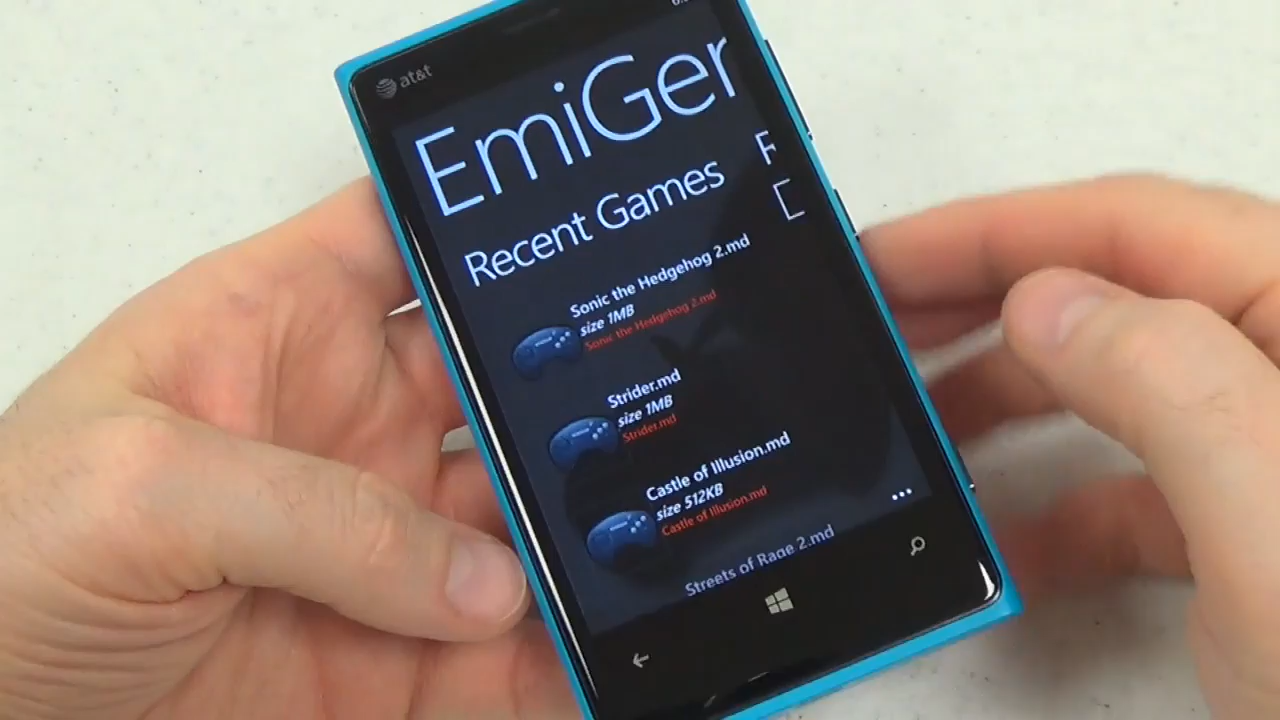 at&t
EmiGen
Recent Games
Sonic the Hedgehog 2.md
size 1MB
Sonic the Hedgehog 2.md
Strider.md
size 1MB
Strider.md
Castle of Illusion.md
size 512KB
Castle of Illusion.md
Streets of Rage 2.md